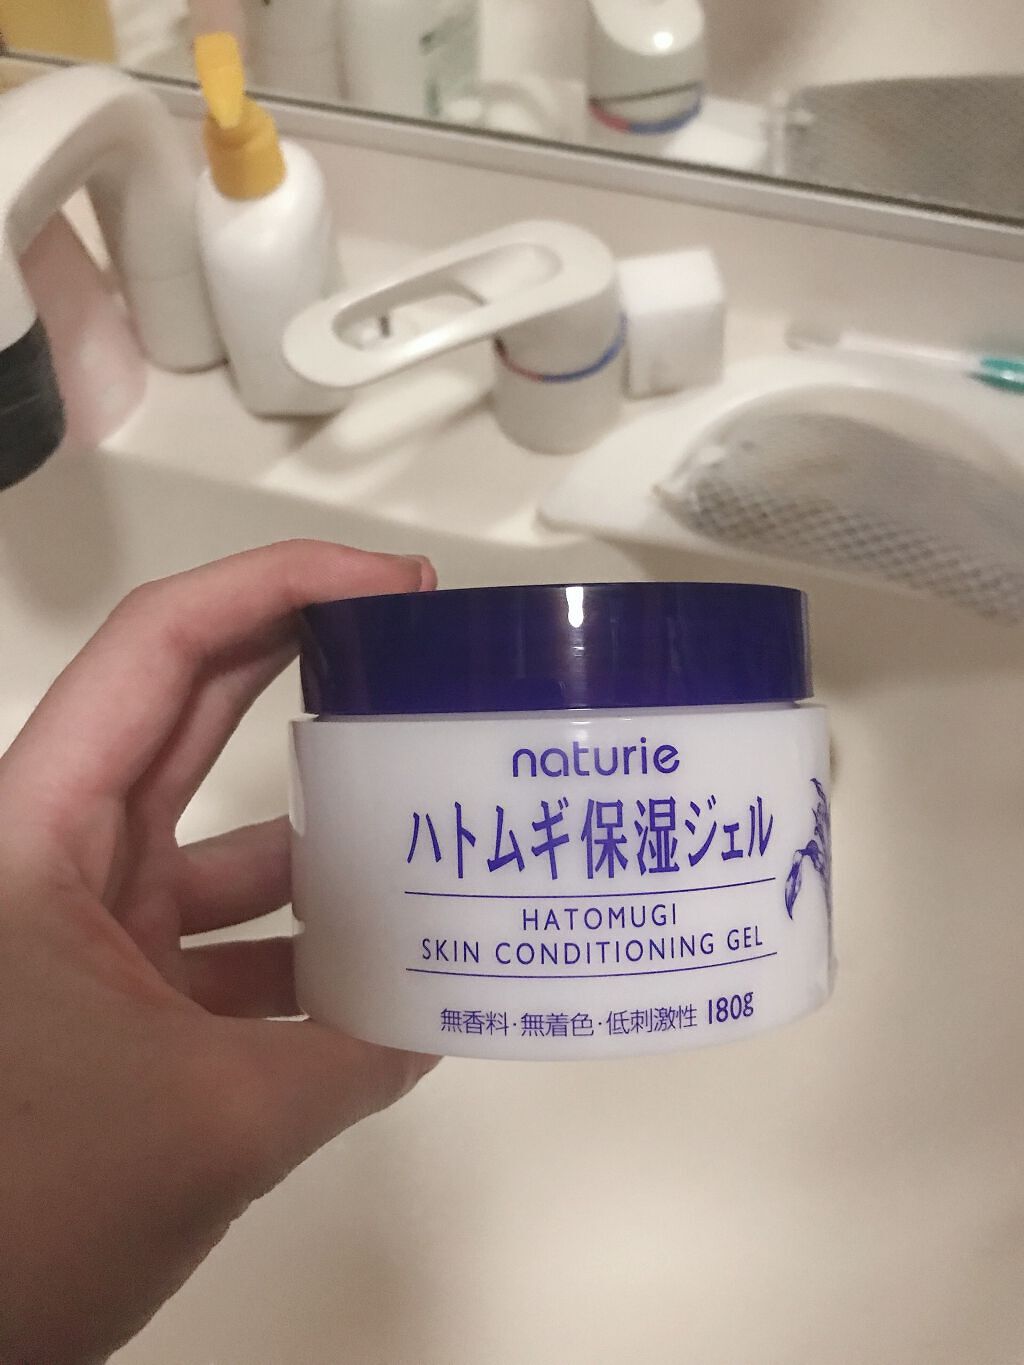 naturie
ハトムギ保湿ジェル
HATOMUGI
SKIN CONDITIONING GEL
無香料·無着色·低刺激性 180g